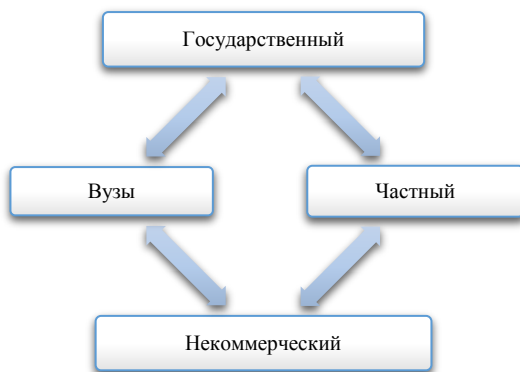 Государственный
Вузы
Частный
Некоммерческий